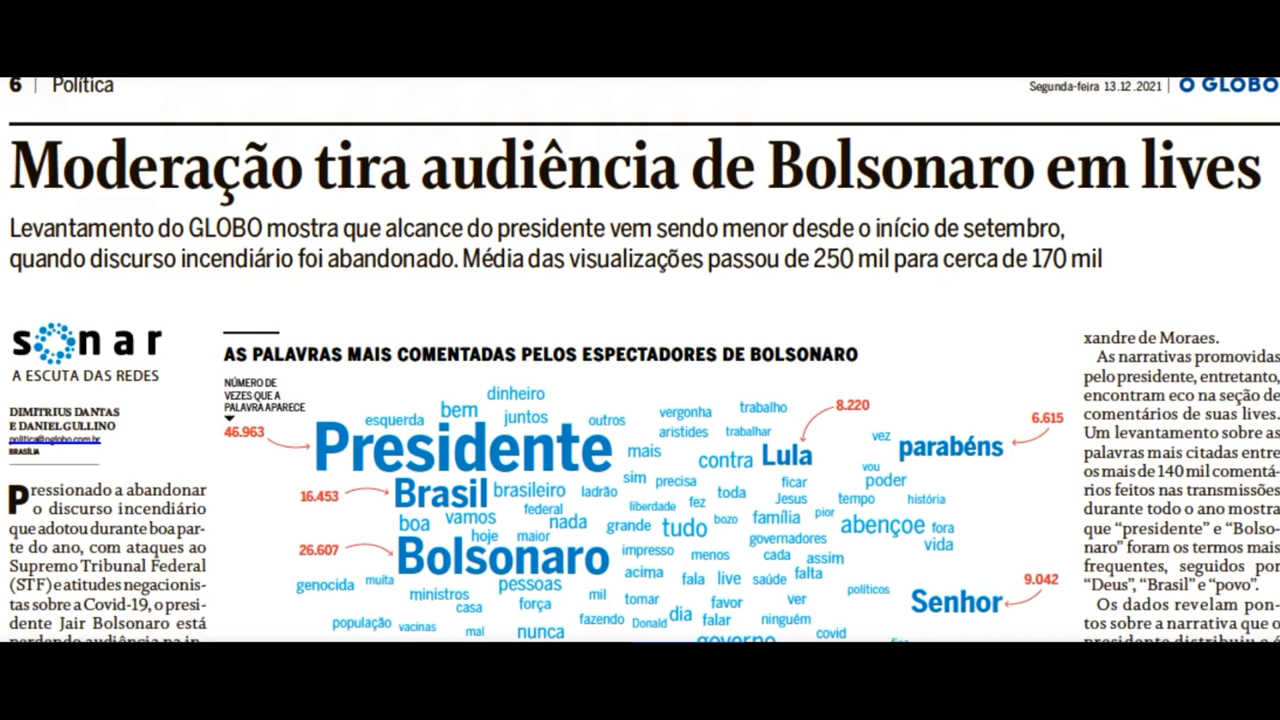 6 | Política
Segunda-feira 13.12.2021 | O GLOBO
Moderação tira audiência de Bolsonaro em lives
Levantamento do GLOBO mostra que alcance do presidente vem sendo menor desde o início de setembro,
quando discurso incendiário foi abandonado. Média das visualizações passou de 250 mil para cerca de 170 mil
sonar
A ESCUTA DAS REDES
DIMITRIUS DANTAS
E DANIEL GULLINO
politica@oglobo.com.br
BRASÍLIA
Pressionado a abandonar
o discurso incendiário
que adotou durante boa par-
te do ano, com ataques ao
Supremo Tribunal Federal
(STF) e atitudes negacionis-
tas sobre a Covid-19, o presi-
dente Jair Bolsonaro está
perdendo audiência na in-
AS PALAVRAS MAIS COMENTADAS PELOS ESPECTADORES DE BOLSONARO
NÚMERO DE
VEZES QUE A
PALAVRA APARECE
dinheiro
esquerda bem juntos outros vergonha trabalho 8.220
46.963 Presidente mais aristides trabalhar vez parabéns 6.615
contra Lula vou
sim precisa ficar poder
16.453 Brasil brasileiro ladrão toda Jesus tempo história
federal liberdade fez
boa vamos nada grande tudo bozo família pior abençoe fora
hoje maior governadores vida
26.607 Bolsonaro impresso menos cada assim
acima fala live saúde falta
genocida muita pessoas políticos 9.042
ministros mil tomar favor ver Senhor
casa força
população vacinas mal nunca fazendo Donald dia falar ninguém
governo covid
xandre de Moraes.
As narrativas promovidas
pelo presidente, entretanto,
encontram eco na seção de
comentários de suas lives.
Um levantamento sobre as
palavras mais citadas entre
os mais de 140 mil comentá-
rios feitos nas transmissões
durante todo o ano mostra
que “presidente” e “Bolso-
naro” foram os termos mais
frequentes, seguidos por
“Deus”, “Brasil” e “povo”.
Os dados revelam pon-
tos sobre a narrativa que o
presidente distribuiu e é